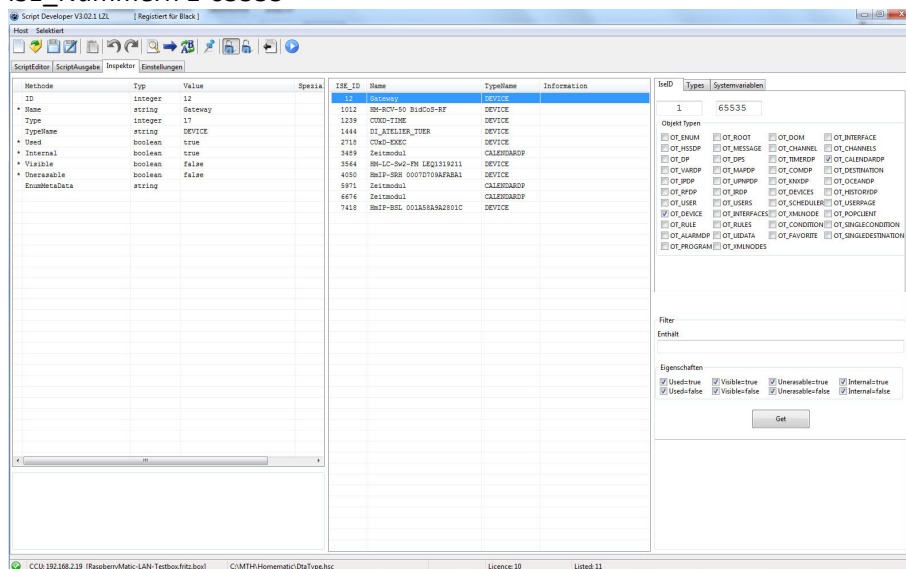 ISE_Nummern 1-65535
Script Developer V3.02.1 LZL [ Registiert für Black ]
Host Selektiert
ScriptEditor ScriptAusgabe Inspektor Einstellungen
Methode Typ Value Spezia
ID integer 12
* Name string Gateway
Type integer 17
TypeName string DEVICE
* Used boolean true
* Internal boolean true
* Visible boolean false
* Unerasable boolean false
EnumMetaData string
ISE_ID Name TypeName Information
12 Gateway DEVICE
1012 HM-RCV-50 BidCoS-RF DEVICE
1239 CUXD-TIME DEVICE
1444 DI_ATELIER_TUER DEVICE
2718 CUxD-EXEC DEVICE
3489 Zeitmodul CALENDARDP
3564 HM-LC-Sw2-FM LEQ1319211 DEVICE
4050 HmIP-SRH 0007D709AFABA1 DEVICE
5971 Zeitmodul CALENDARDP
6676 Zeitmodul CALENDARDP
7418 HmIP-BSL 001A58A9A2801C DEVICE
IseID Types Systemvariablen
1 65535
Objekt Typen
OT_ENUM OT_ROOT OT_DOM OT_INTERFACE
OT_HSSDP OT_MESSAGE OT_CHANNEL OT_CHANNELS
OT_DP OT_DPS OT_TIMERDP OT_CALENDARDP
OT_VARDP OT_MAPDP OT_COMDP OT_DESTINATION
OT_IPDP OT_UPNPDP OT_KNXDP OT_OCEANDP
OT_RFDP OT_IRDP OT_DEVICES OT_HISTORYDP
OT_USER OT_USERS OT_SCHEDULER OT_USERPAGE
OT_DEVICE OT_INTERFACES OT_XMLNODE OT_POPCLIENT
OT_RULE OT_RULES OT_CONDITION OT_SINGLECONDITION
OT_ALARMDP OT_UIDATA OT_FAVORITE OT_SINGLEDESTINATION
OT_PROGRAM OT_XMLNODES
Filter
Enthält
Eigenschaften
Used=true Visible=true Unerasable=true Internal=true
Used=false Visible=false Unerasable=false Internal=false
Get
CCU: 192.168.2.19 [RaspberryMatic-LAN-Testbox.fritz.box] C:\MTH\Homematic\DtaType.hsc Licence: 10 Listed: 11